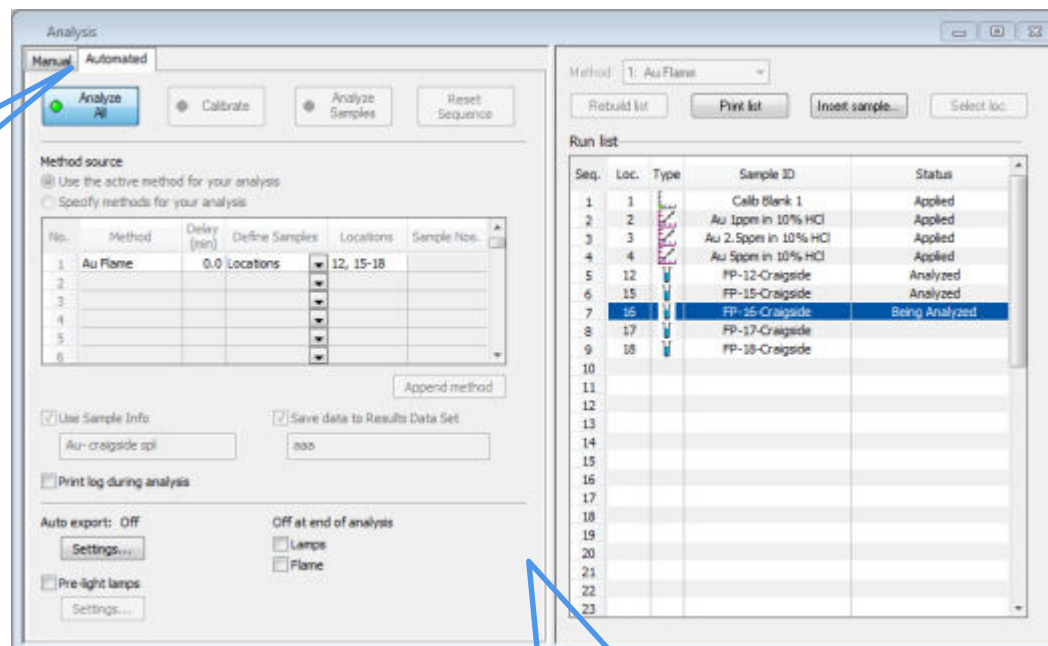 Analysis
Manual Automated
Analyze All Calibrate Analyze Samples Reset Sequence
Method source
Use the active method for your analysis
Specify methods for your analysis
No. Method Delay (min) Define Samples Locations Sample Nos.
1 Au Flame 0.0 Locations 12, 15-18
2
3
4
5
6
Append method
Use Sample Info Save data to Results Data Set
Au- craigside spl aaa
Print log during analysis
Auto export: Off Off at end of analysis
Settings... Lamps
Flame
Pre-light lamps
Settings...
Method 1: Au Flame
Rebuild list Print list Insert sample... Select loc.
Run list
Seq. Loc. Type Sample ID Status
1 1 Calib Blank 1 Applied
2 2 Au 1ppm in 10% HCl Applied
3 3 Au 2.5ppm in 10% HCl Applied
4 4 Au 5ppm in 10% HCl Applied
5 12 FP-12-Craigside Analyzed
6 15 FP-15-Craigside Analyzed
7 16 FP-16-Craigside Being Analyzed
8 17 FP-17-Craigside
9 18 FP-18-Craigside
10
11
12
13
14
15
16
17
18
19
20
21
22
23